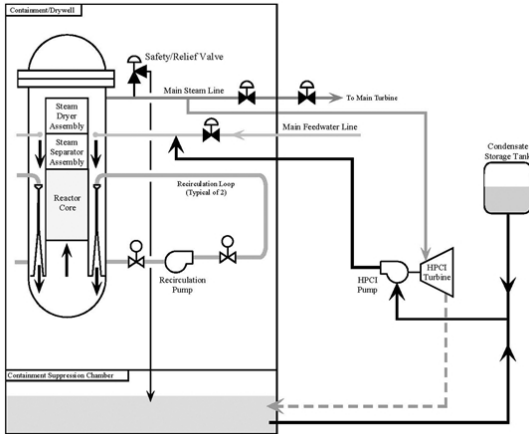 Containment/Drywell
Safety/Relief Valve
Main Steam Line
To Main Turbine
Steam
Dryer
Assembly
Main Feedwater Line
Steam
Separator
Assembly
Condensate
Storage Tank
Recirculation Loop
(Typical of 2)
Reactor
Core
HPCI
Turbine
HPCI
Pump
Recirculation
Pump
Containment Suppression Chamber